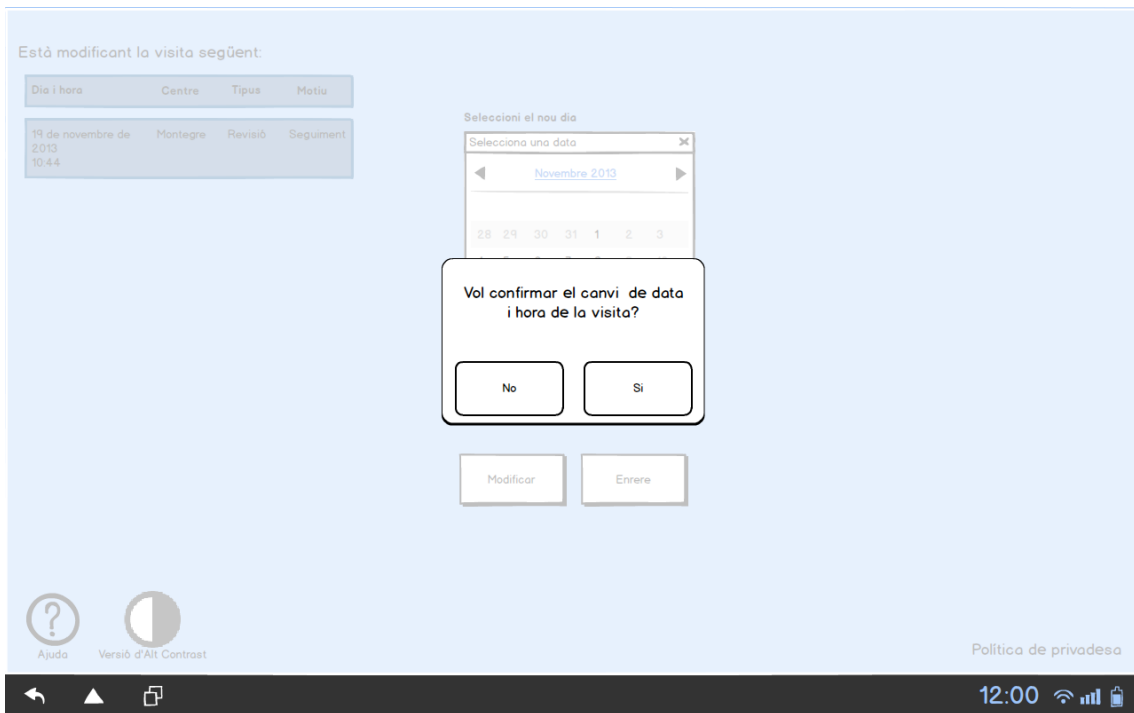 Està modificant la visita següent:
Dia i hora Centre Tipus Motiu
19 de novembre de Montegre Revisió Seguiment
2013
10:44
Seleccioni el nou dia
Selecciona una data
Novembre 2013
28 29 30 31 1 2 3
Vol confirmar el canvi de data
i hora de la visita?
No Si
Modificar Enrere
Ajuda Versió d'Alt Contrast
Política de privadesa
12:00